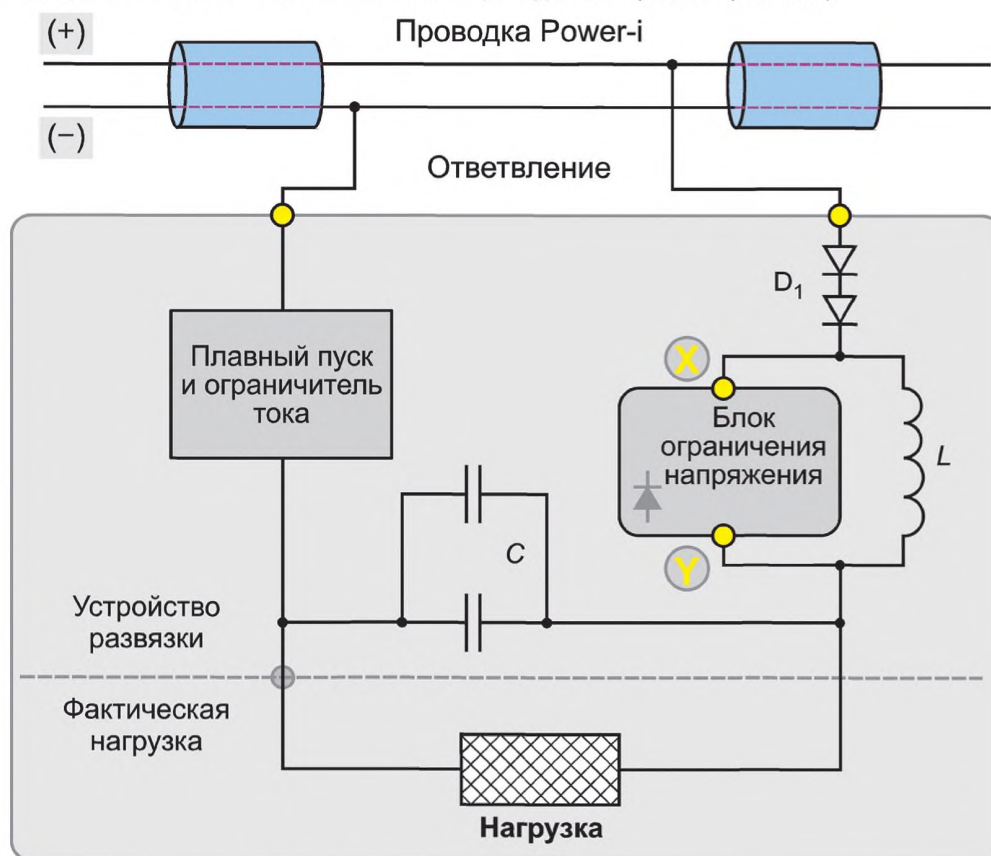 (+)
Проводка Power-i
(−)
Ответвление
D1
Плавный пуск
и ограничитель
тока
X
Блок
ограничения
напряжения
L
C
Y
Устройство
развязки
Фактическая
нагрузка
Нагрузка